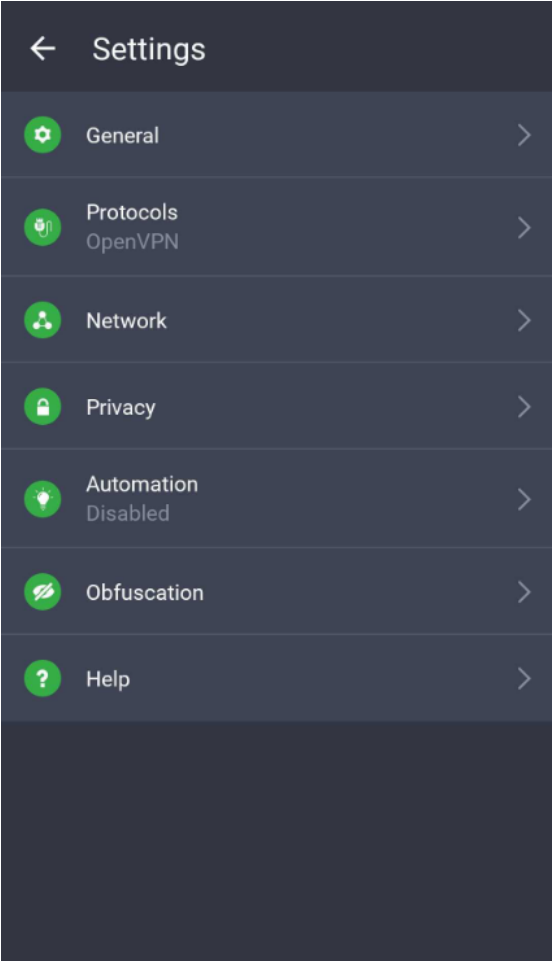 Settings
General
Protocols
OpenVPN
Network
Privacy
Automation
Disabled
Obfuscation
Help